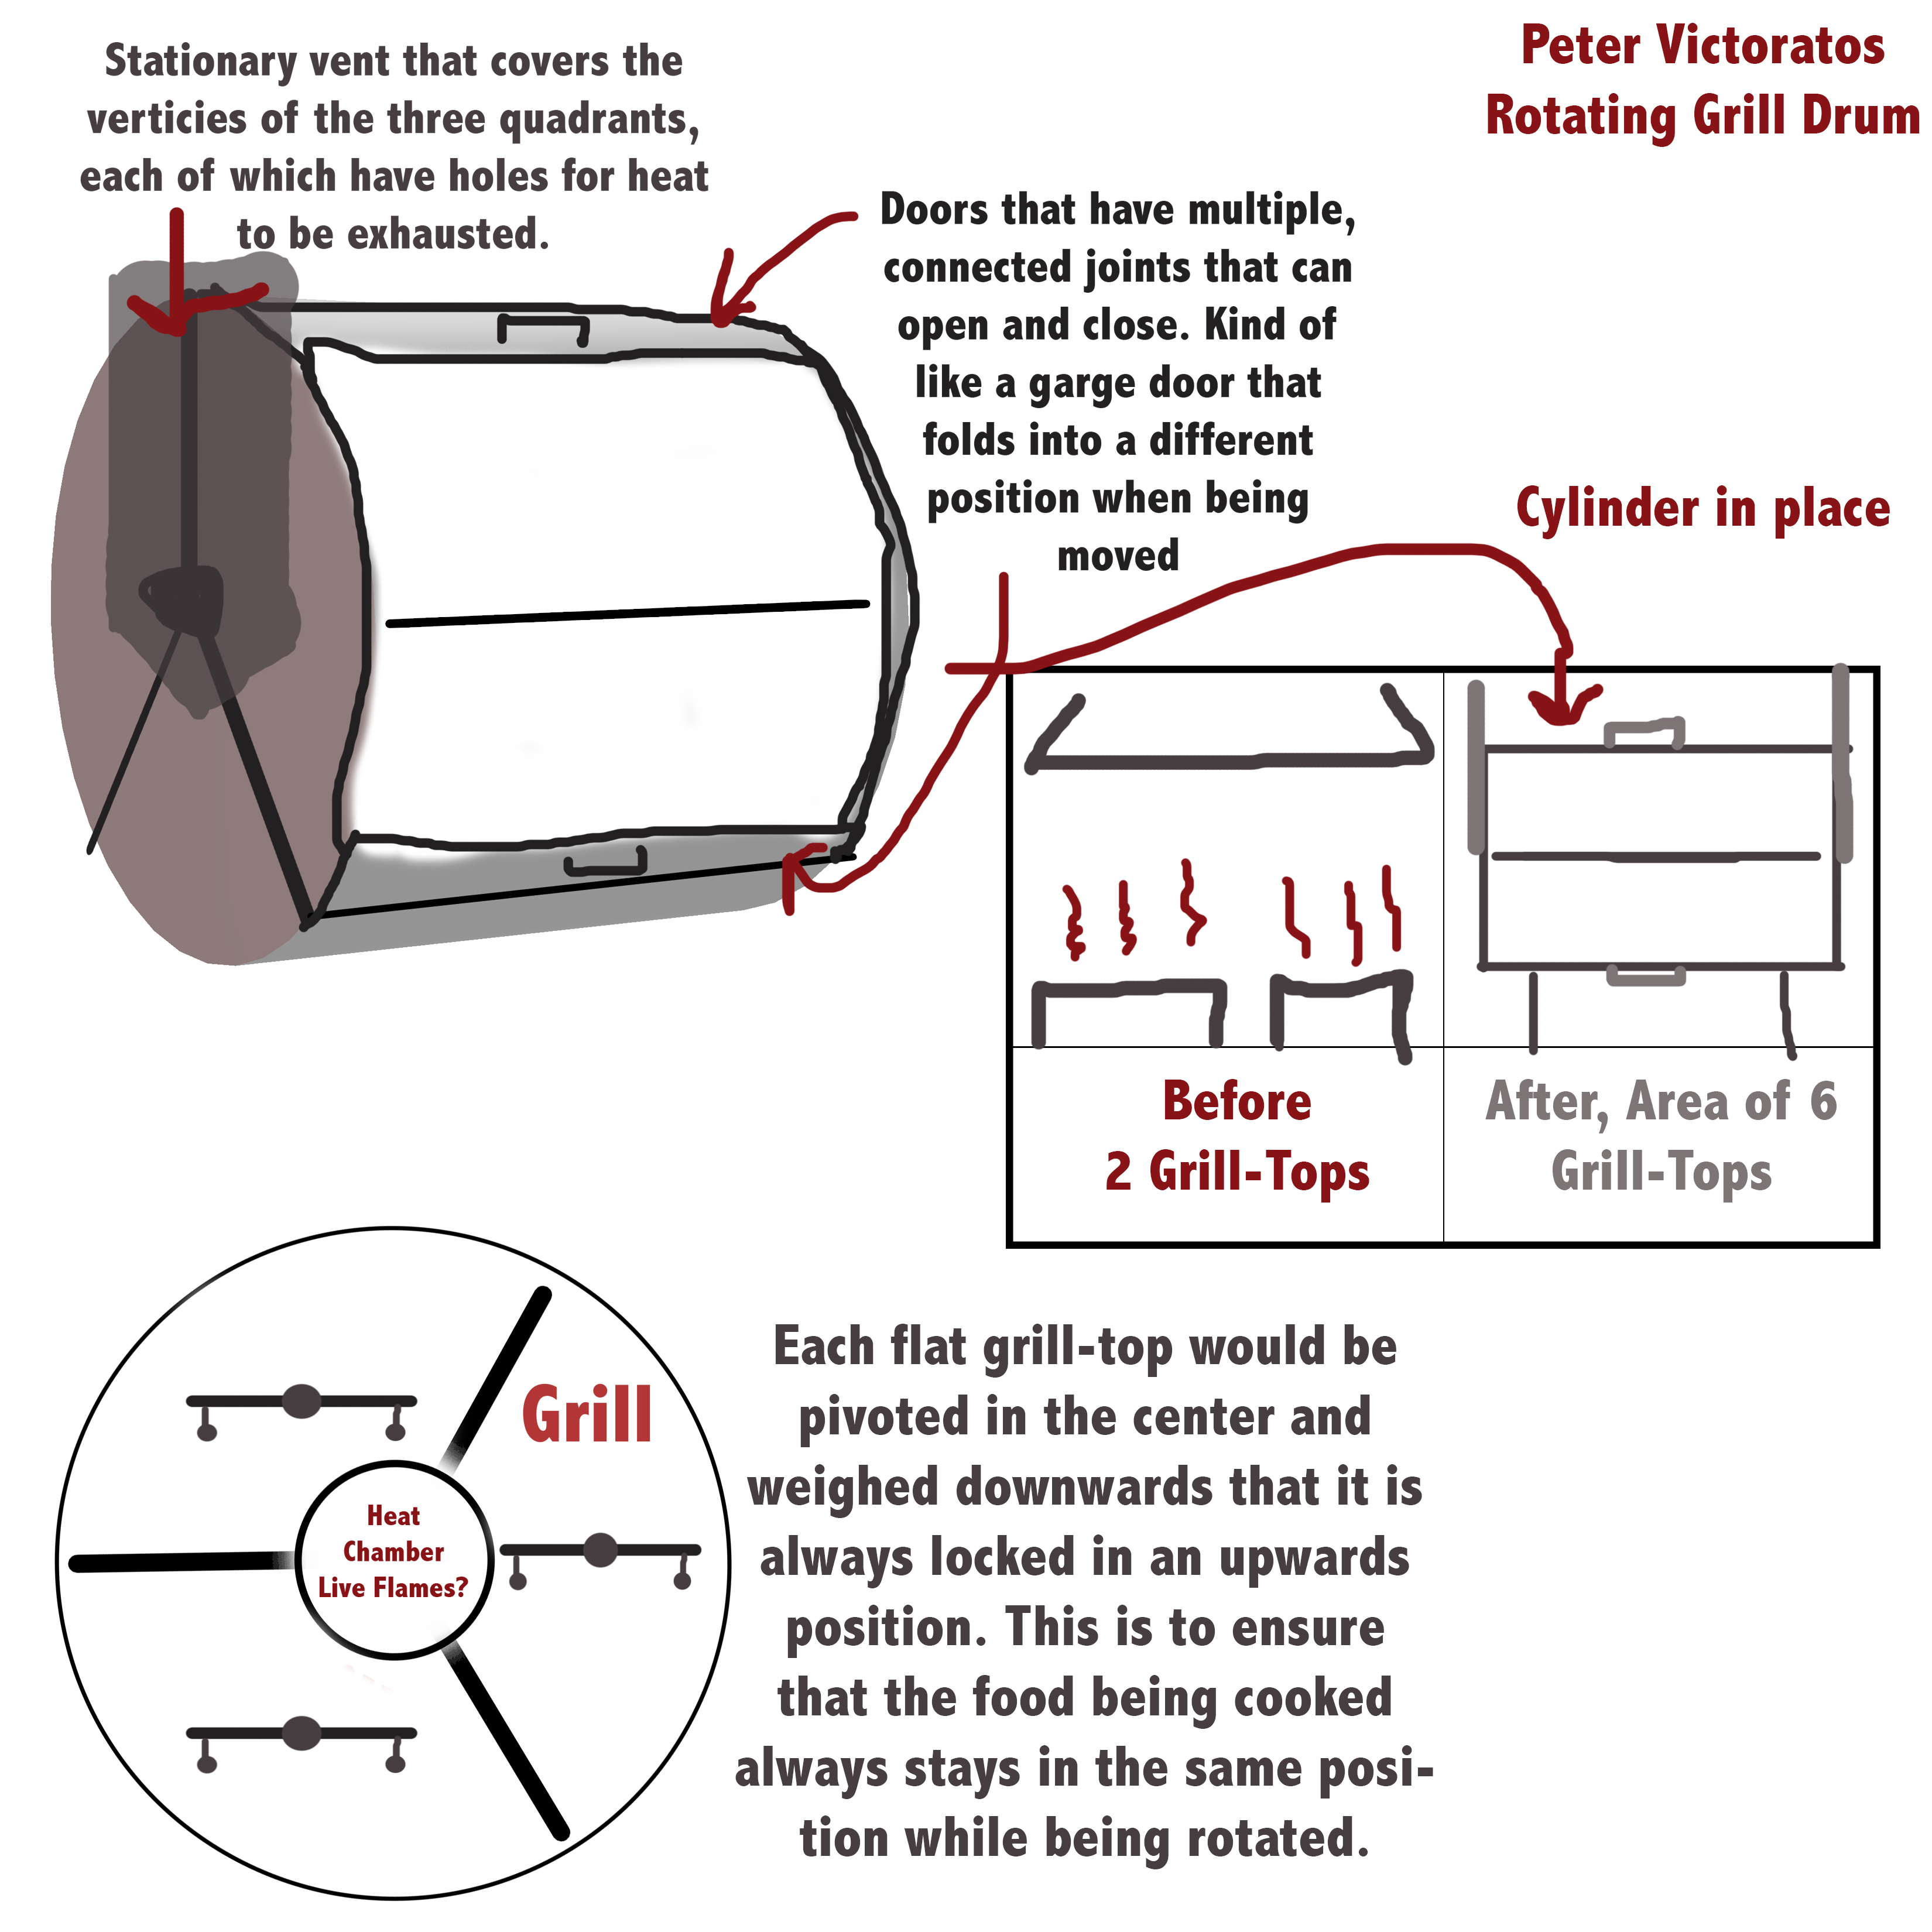 Peter Victoratos
Rotating Grill Drum
Stationary vent that covers the
verticies of the three quadrants,
each of which have holes for heat
to be exhausted.
Doors that have multiple,
connected joints that can
open and close. Kind of
like a garge door that
folds into a different
position when being
moved
Cylinder in place
Before
2 Grill-Tops
After, Area of 6
Grill-Tops
Grill
Heat
Chamber
Live Flames?
Each flat grill-top would be
pivoted in the center and
weighed downwards that it is
always locked in an upwards
position. This is to ensure
that the food being cooked
always stays in the same posi-
tion while being rotated.